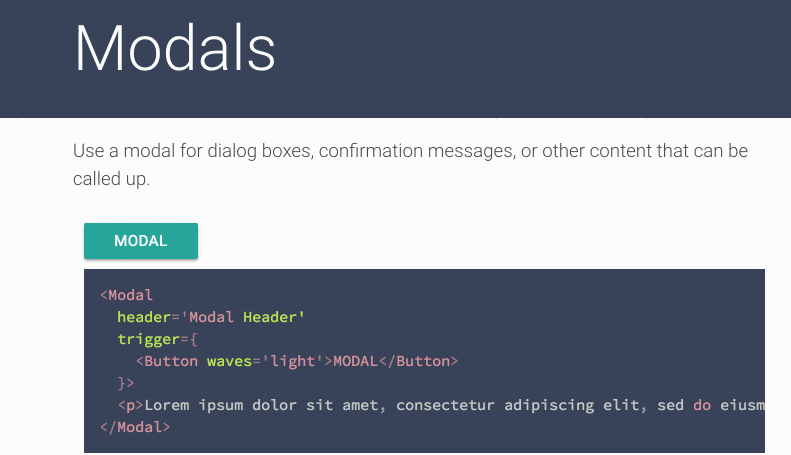 Modals
Use a modal for dialog boxes, confirmation messages, or other content that can be
called up.
MODAL
<Modal
  header='Modal Header'
  trigger={
    <Button waves='light'>MODAL</Button>
  }>
  <p>Lorem ipsum dolor sit amet, consectetur adipiscing elit, sed do eiusm
</Modal>